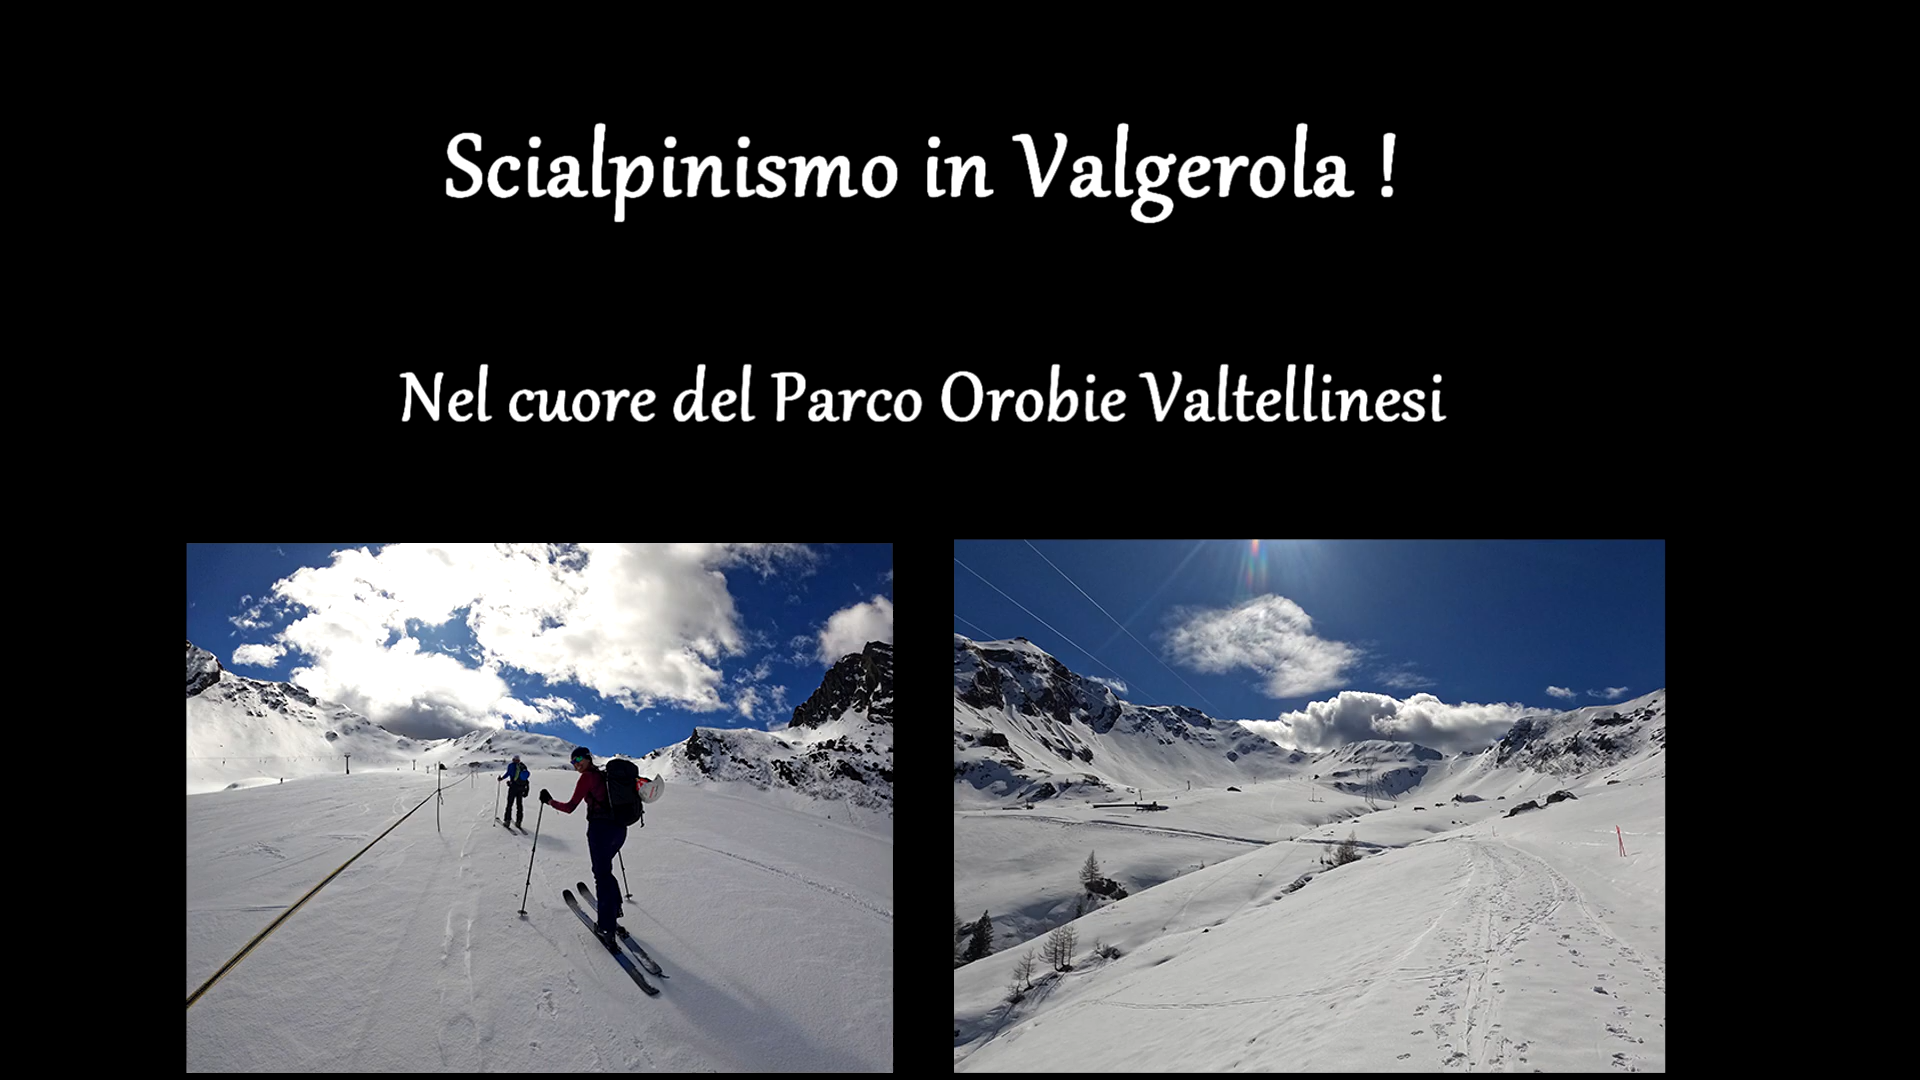 Scialpinismo in Valgerola !
Nel cuore del Parco Orobie Valtellinesi